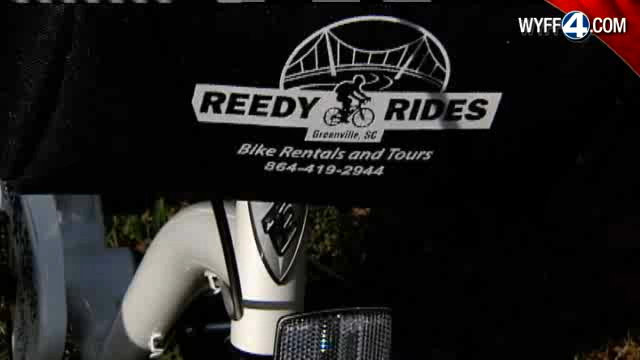 WYFF4.COM
REEDY RIDES
Greenville, SC
Bike Rentals and Tours
864-419-2944